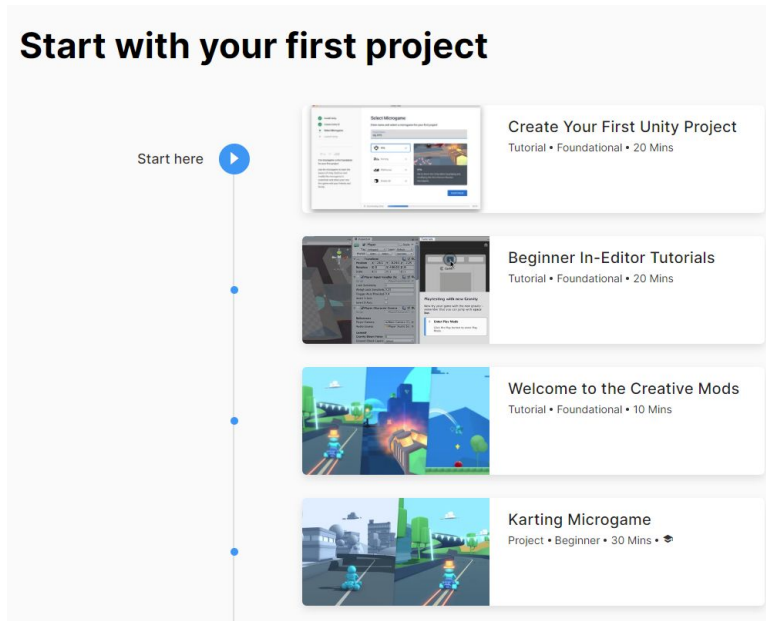 Start with your first project
Start here
Select Microgame
Create Your First Unity Project
Tutorial • Foundational • 20 Mins
Beginner In-Editor Tutorials
Tutorial • Foundational • 20 Mins
Welcome to the Creative Mods
Tutorial • Foundational • 10 Mins
Karting Microgame
Project • Beginner • 30 Mins •